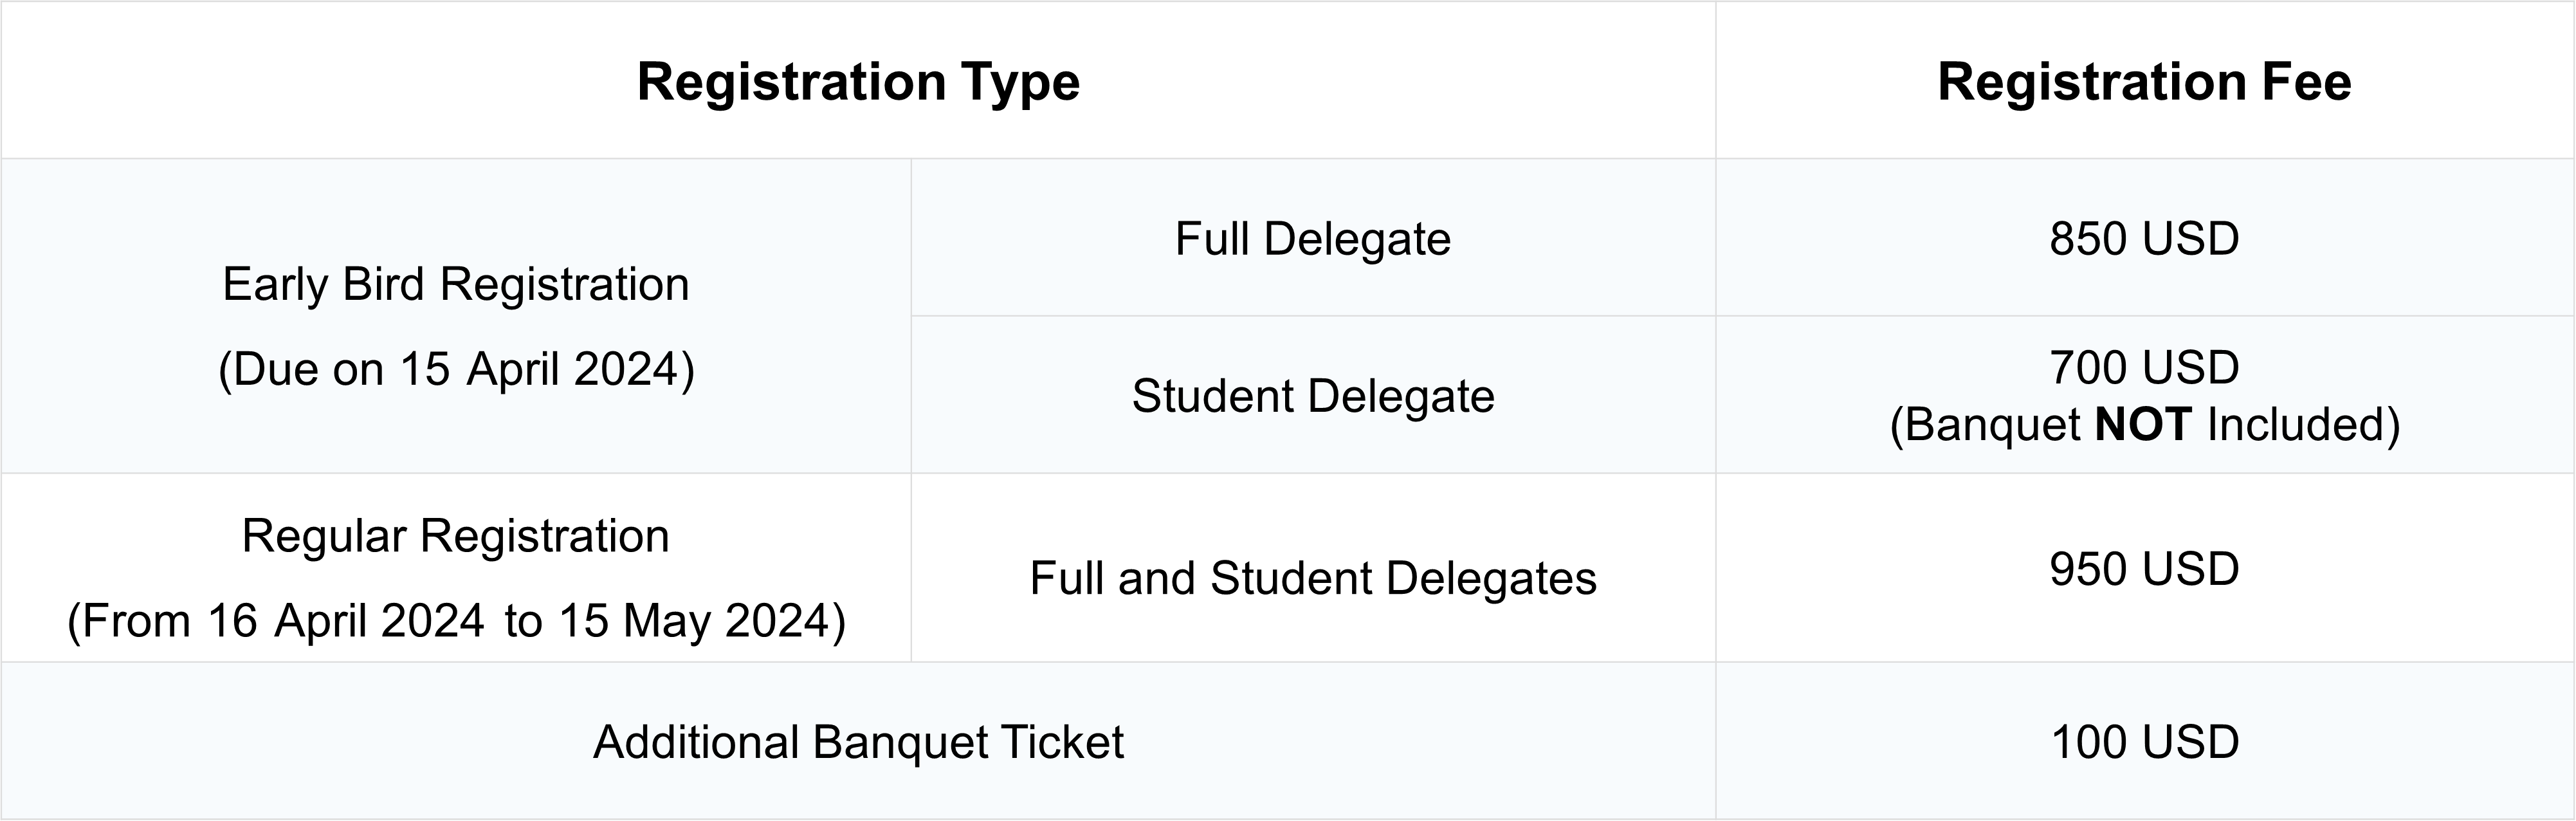 Registration Type
Registration Fee
Early Bird Registration
(Due on 15 April 2024)
Full Delegate
850 USD
Student Delegate
700 USD
(Banquet NOT Included)
Regular Registration
(From 16 April 2024 to 15 May 2024)
Full and Student Delegates
950 USD
Additional Banquet Ticket
100 USD